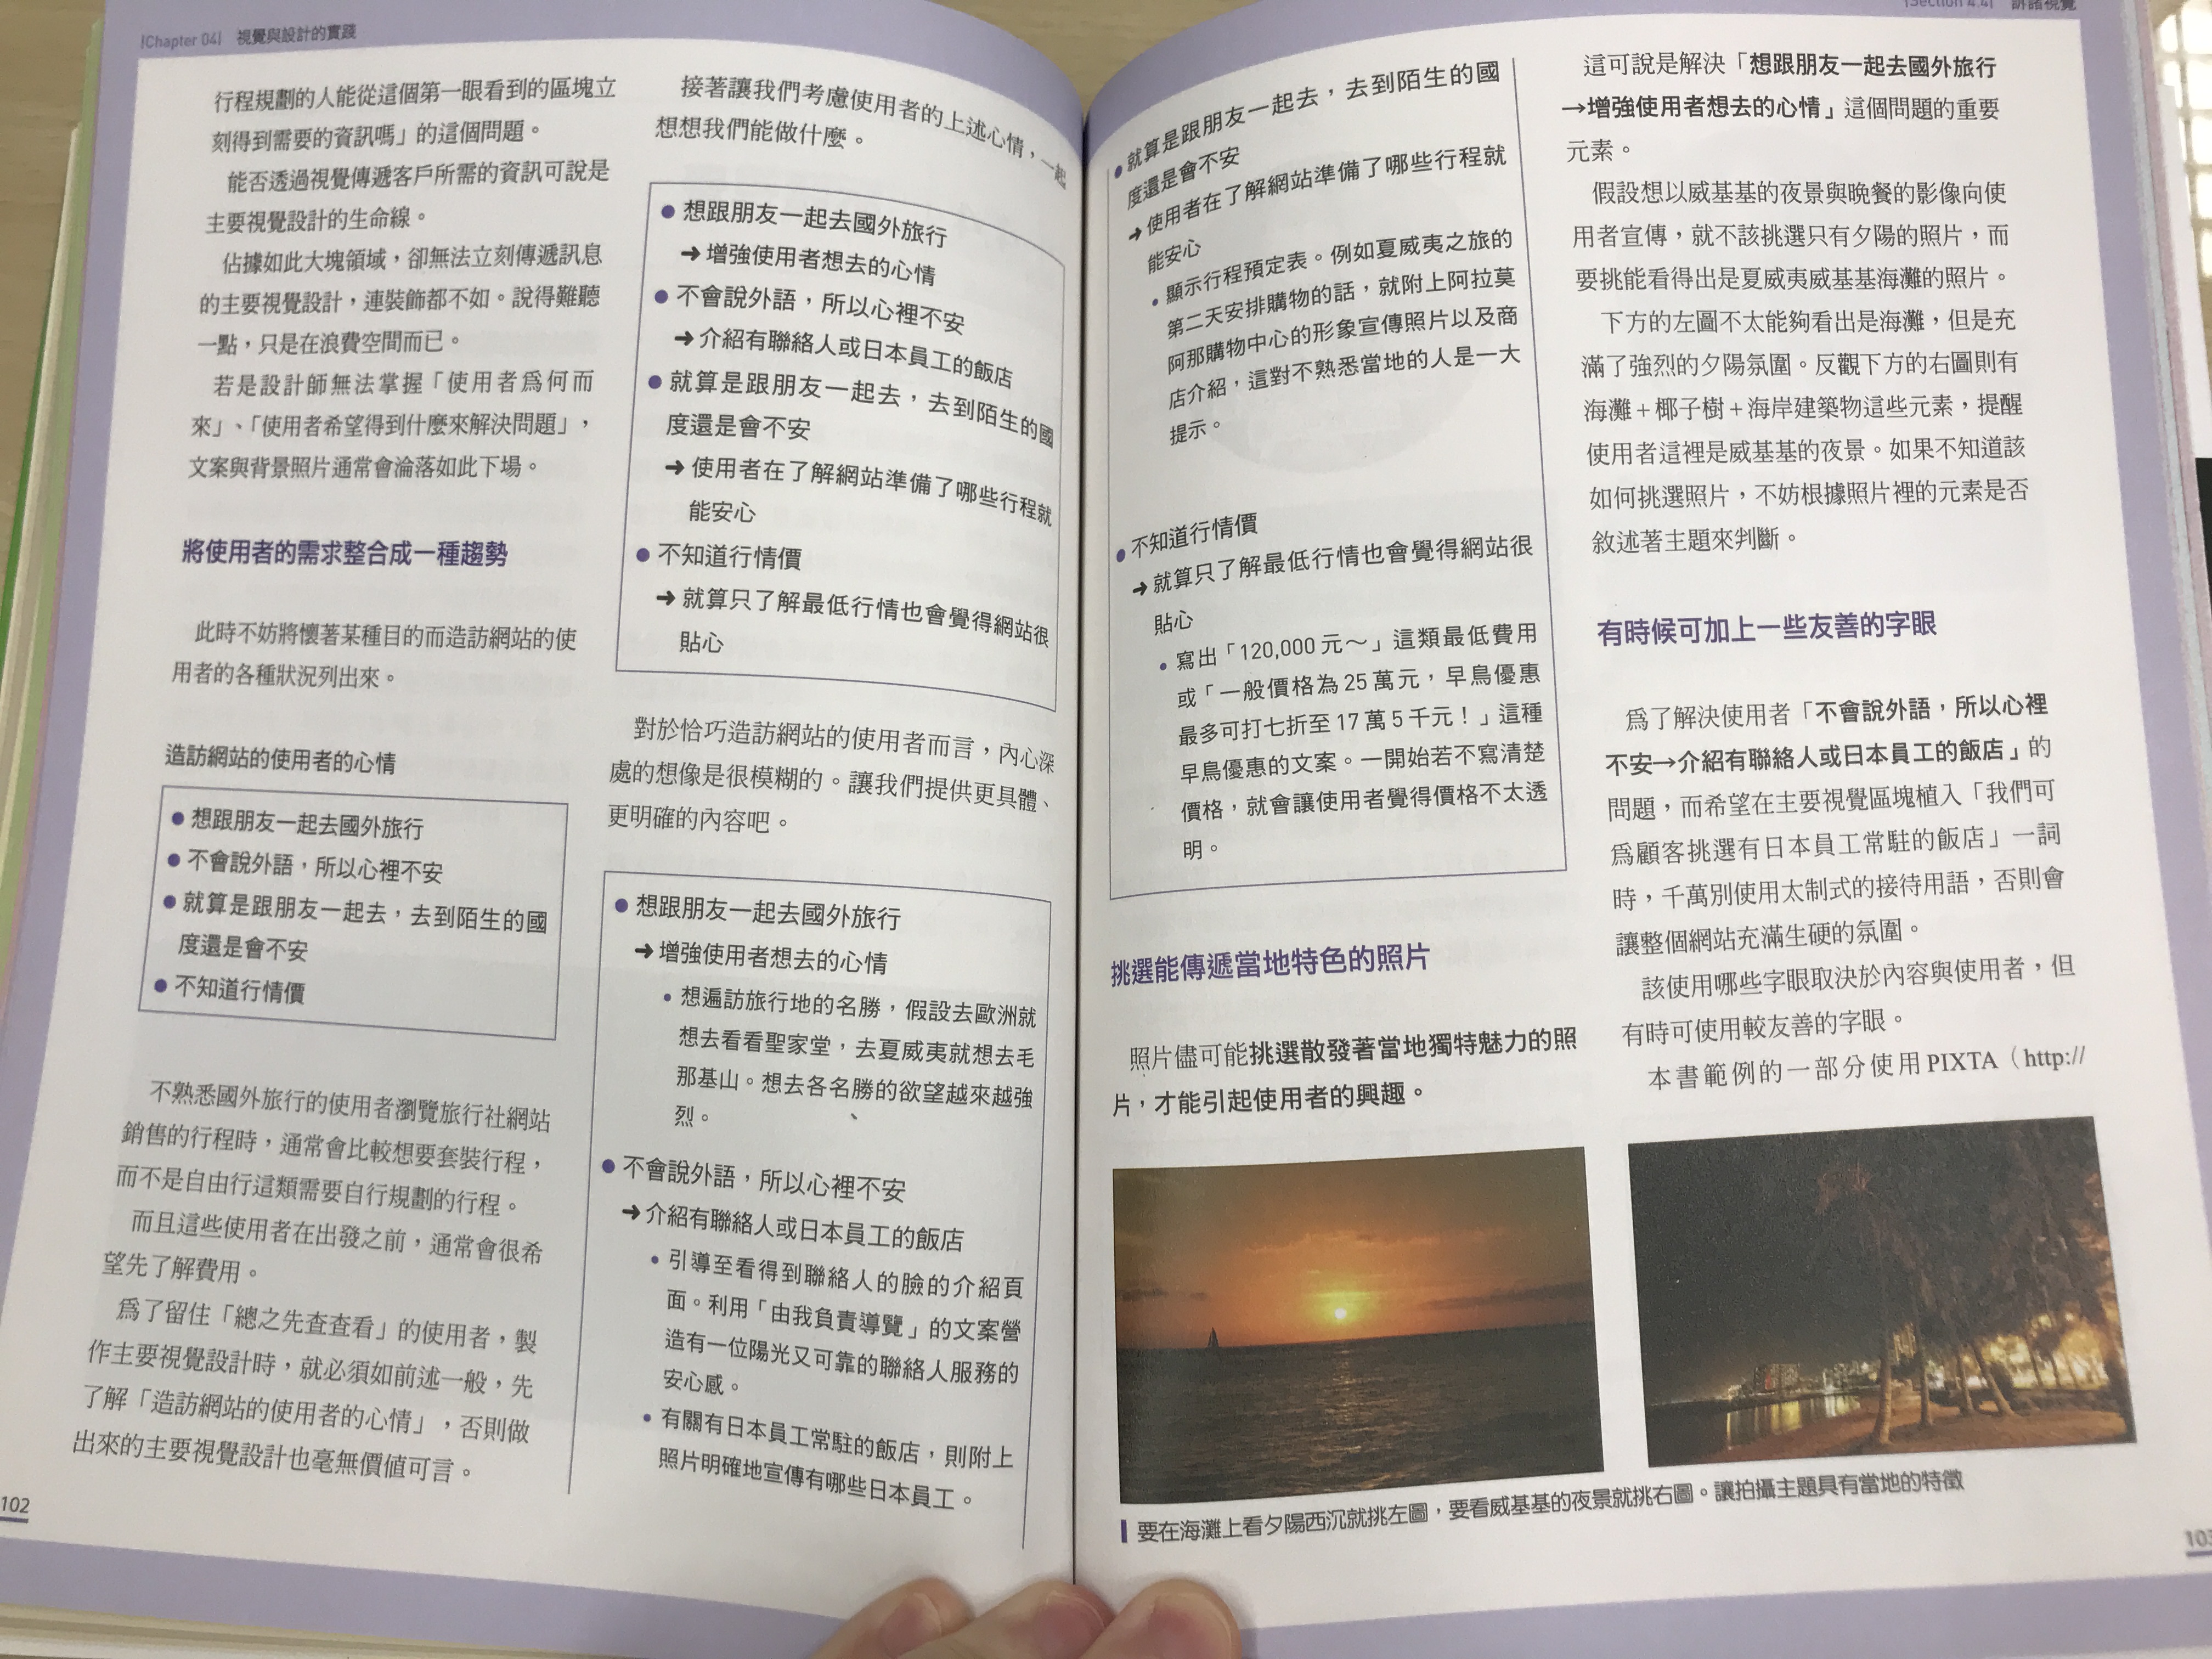 |Chapter 04| 視覺與設計的實踐
行程規劃的人能從這個第一眼看到的區塊立
刻得到需要的資訊嗎」的這個問題。
能否透過視覺傳遞客戶所需的資訊可說是
主要視覺設計的生命線。
佔據如此大塊領域，卻無法立刻傳遞訊息
的主要視覺設計，連裝飾都不如。說得難聽
一點，只是在浪費空間而已。
若是設計師無法掌握「使用者為何而
來」、「使用者希望得到什麼來解決問題」，
文案與背景照片通常會淪落如此下場。
將使用者的需求整合成一種趨勢
此時不妨將懷著某種目的而造訪網站的使
用者的各種狀況列出來。
造訪網站的使用者的心情
● 想跟朋友一起去國外旅行
● 不會說外語，所以心裡不安
● 就算是跟朋友一起去，去到陌生的國
度還是會不安
● 不知道行情價
不熟悉國外旅行的使用者瀏覽旅行社網站
銷售的行程時，通常會比較想要套裝行程，
而不是自由行這類需要自行規劃的行程。
而且這些使用者在出發之前，通常會很希
望先了解費用。
為了留住「總之先查查看」的使用者，製
作主要視覺設計時，就必須如前述一般，先
了解「造訪網站的使用者的心情」，否則做
出來的主要視覺設計也毫無價值可言。
102
接著讓我們考慮使用者的上述心情，一起
想想我們能做什麼。
● 想跟朋友一起去國外旅行
➜ 增強使用者想去的心情
● 不會說外語，所以心裡不安
➜ 介紹有聯絡人或日本員工的飯店
● 就算是跟朋友一起去，去到陌生的國
度還是會不安
➜ 使用者在了解網站準備了哪些行程就
能安心
● 不知道行情價
➜ 就算只了解最低行情也會覺得網站很
貼心
對於恰巧造訪網站的使用者而言，內心深
處的想像是很模糊的。讓我們提供更具體、
更明確的內容吧。
● 想跟朋友一起去國外旅行
➜ 增強使用者想去的心情
• 想遍訪旅行地的名勝，假設去歐洲就
想去看看聖家堂，去夏威夷就想去毛
那基山。想去各名勝的欲望越來越強
烈。
● 不會說外語，所以心裡不安
➜ 介紹有聯絡人或日本員工的飯店
• 引導至看得到聯絡人的臉的介紹頁
面。利用「由我負責導覽」的文案營
造有一位陽光又可靠的聯絡人服務的
安心感。
• 有關有日本員工常駐的飯店，則附上
照片明確地宣傳有哪些日本員工。
|Section 4.4| 訴諸視覺
● 就算是跟朋友一起去，去到陌生的國
度還是會不安
➜ 使用者在了解網站準備了哪些行程就
能安心
• 顯示行程預定表。例如夏威夷之旅的
第二天安排購物的話，就附上阿拉莫
阿那購物中心的形象宣傳照片以及商
店介紹，這對不熟悉當地的人是一大
提示。
● 不知道行情價
➜ 就算只了解最低行情也會覺得網站很
貼心
• 寫出「120,000 元～」這類最低費用
或「一般價格為 25 萬元，早鳥優惠
最多可打七折至 17 萬 5 千元！」這種
早鳥優惠的文案。一開始若不寫清楚
價格，就會讓使用者覺得價格不太透
明。
挑選能傳遞當地特色的照片
照片儘可能挑選散發著當地獨特魅力的照
片，才能引起使用者的興趣。
這可說是解決「想跟朋友一起去國外旅行
→增強使用者想去的心情」這個問題的重要
元素。
假設想以威基基的夜景與晚餐的影像向使
用者宣傳，就不該挑選只有夕陽的照片，而
要挑能看得出是夏威夷威基基海灘的照片。
下方的左圖不太能夠看出是海灘，但是充
滿了強烈的夕陽氛圍。反觀下方的右圖則有
海灘＋椰子樹＋海岸建築物這些元素，提醒
使用者這裡是威基基的夜景。如果不知道該
如何挑選照片，不妨根據照片裡的元素是否
敘述著主題來判斷。
有時候可加上一些友善的字眼
為了解決使用者「不會說外語，所以心裡
不安→介紹有聯絡人或日本員工的飯店」的
問題，而希望在主要視覺區塊植入「我們可
為顧客挑選有日本員工常駐的飯店」一詞
時，千萬別使用太制式的接待用語，否則會
讓整個網站充滿生硬的氛圍。
該使用哪些字眼取決於內容與使用者，但
有時可使用較友善的字眼。
本書範例的一部分使用 PIXTA（http://
要在海灘上看夕陽西沉就挑左圖，要看威基基的夜景就挑右圖。讓拍攝主題具有當地的特徵
103